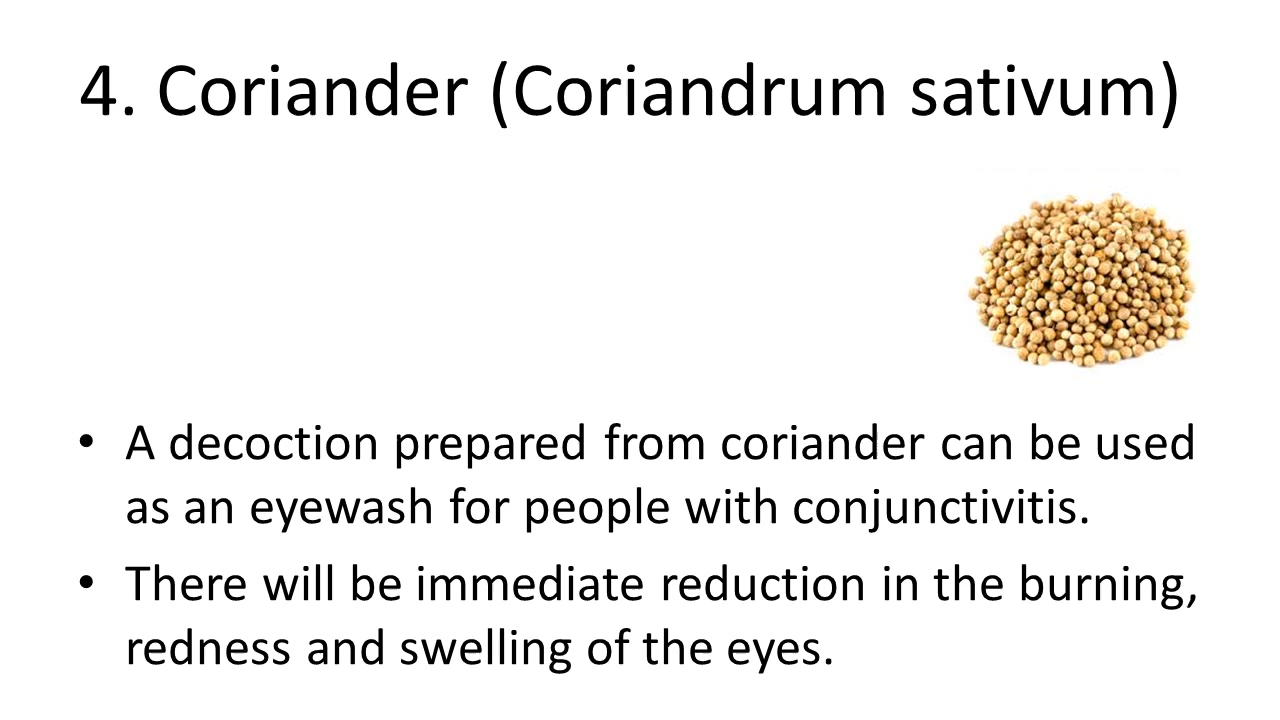 4. Coriander (Coriandrum sativum)
• A decoction prepared from coriander can be used
as an eyewash for people with conjunctivitis.
• There will be immediate reduction in the burning,
redness and swelling of the eyes.